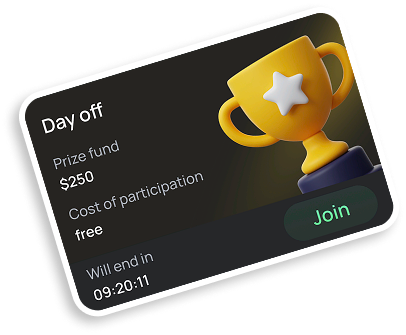 Day off
Prize fund
$250
Cost of participation
free
Will end in
09:20:11
Join